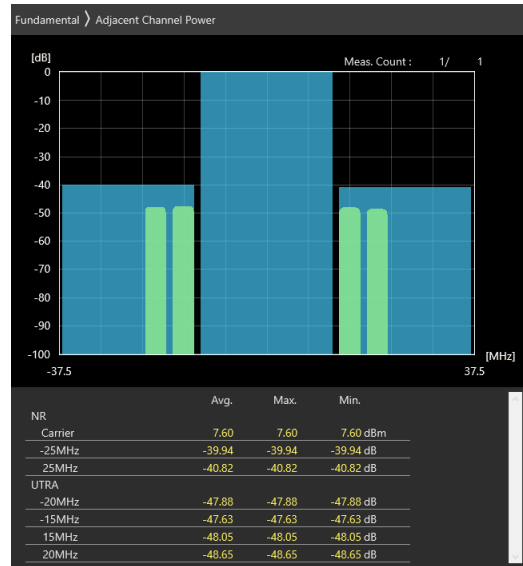 Fundamental 〉 Adjacent Channel Power
[dB]
Meas. Count : 1/ 1
0
-10
-20
-30
-40
-50
-60
-70
-80
-90
-100
[MHz]
-37.5 37.5
Avg. Max. Min.
NR
Carrier 7.60 7.60 7.60 dBm
-25MHz -39.94 -39.94 -39.94 dB
25MHz -40.82 -40.82 -40.82 dB
UTRA
-20MHz -47.88 -47.88 -47.88 dB
-15MHz -47.63 -47.63 -47.63 dB
15MHz -48.05 -48.05 -48.05 dB
20MHz -48.65 -48.65 -48.65 dB